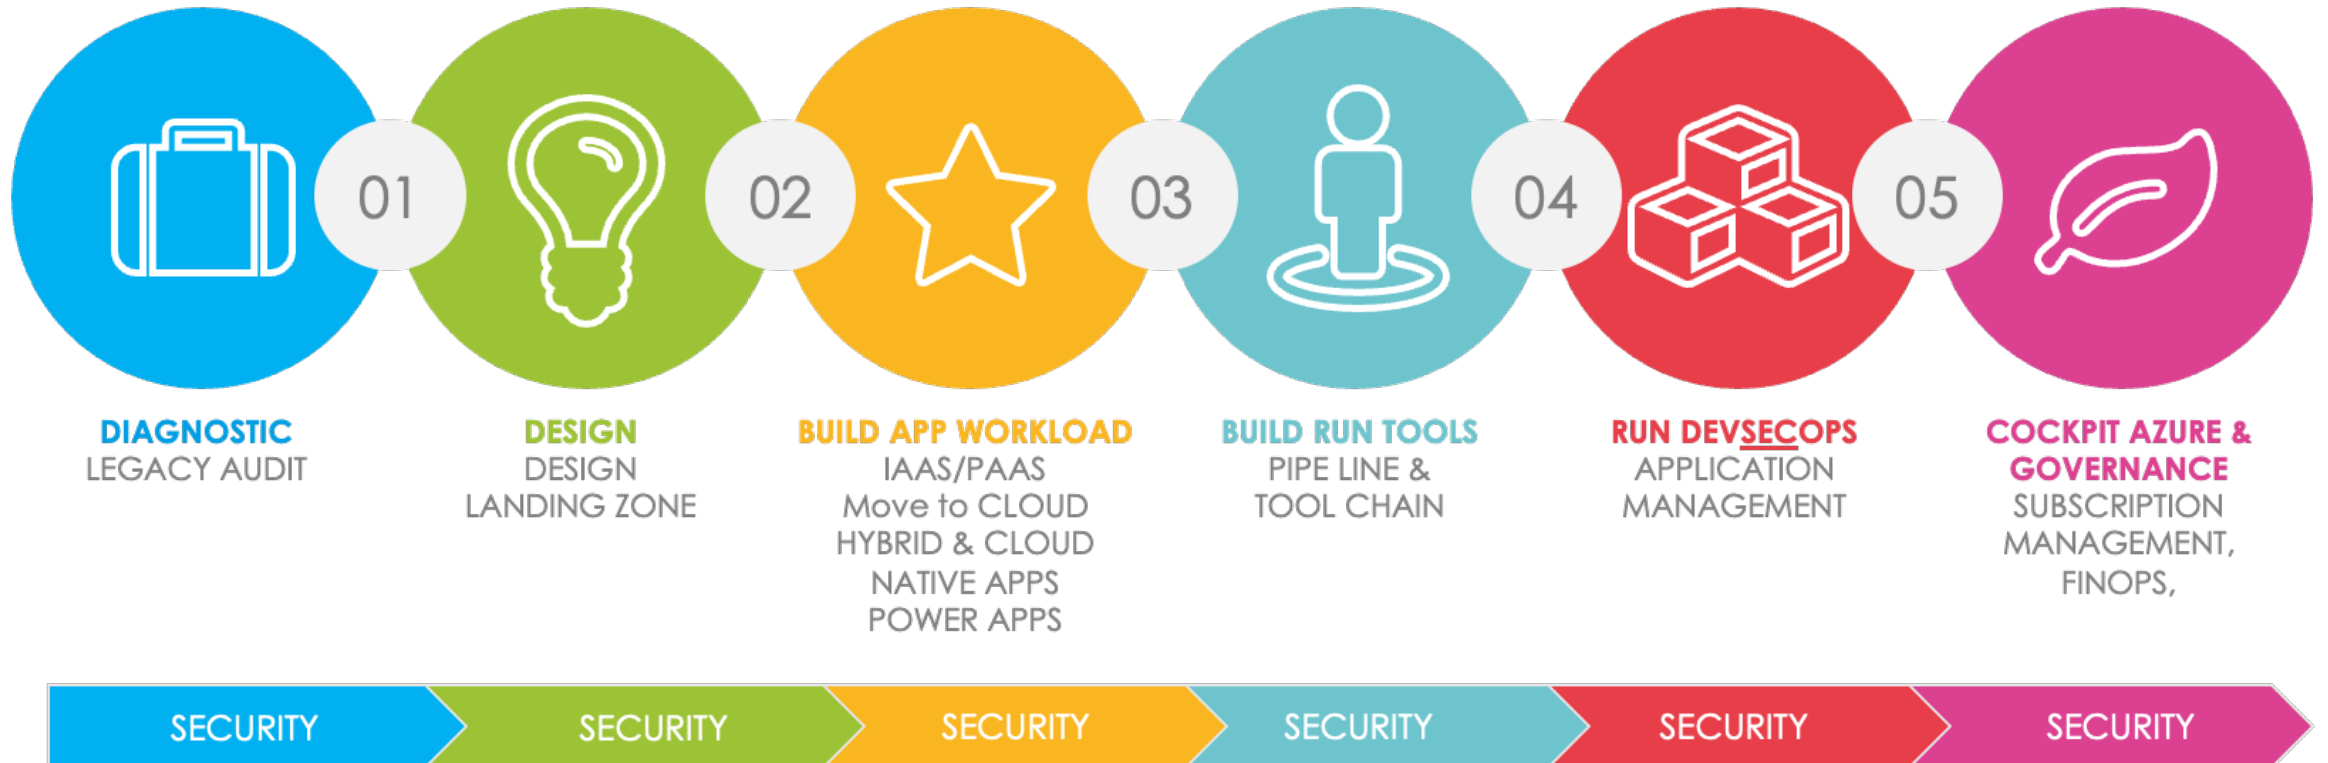 01
02
03
04
05
DIAGNOSTIC
LEGACY AUDIT
DESIGN
DESIGN
LANDING ZONE
BUILD APP WORKLOAD
IAAS/PAAS
Move to CLOUD
HYBRID & CLOUD
NATIVE APPS
POWER APPS
BUILD RUN TOOLS
PIPE LINE &
TOOL CHAIN
RUN DEVSECOPS
APPLICATION
MANAGEMENT
COCKPIT AZURE &
GOVERNANCE
SUBSCRIPTION
MANAGEMENT,
FINOPS,
SECURITY
SECURITY
SECURITY
SECURITY
SECURITY
SECURITY